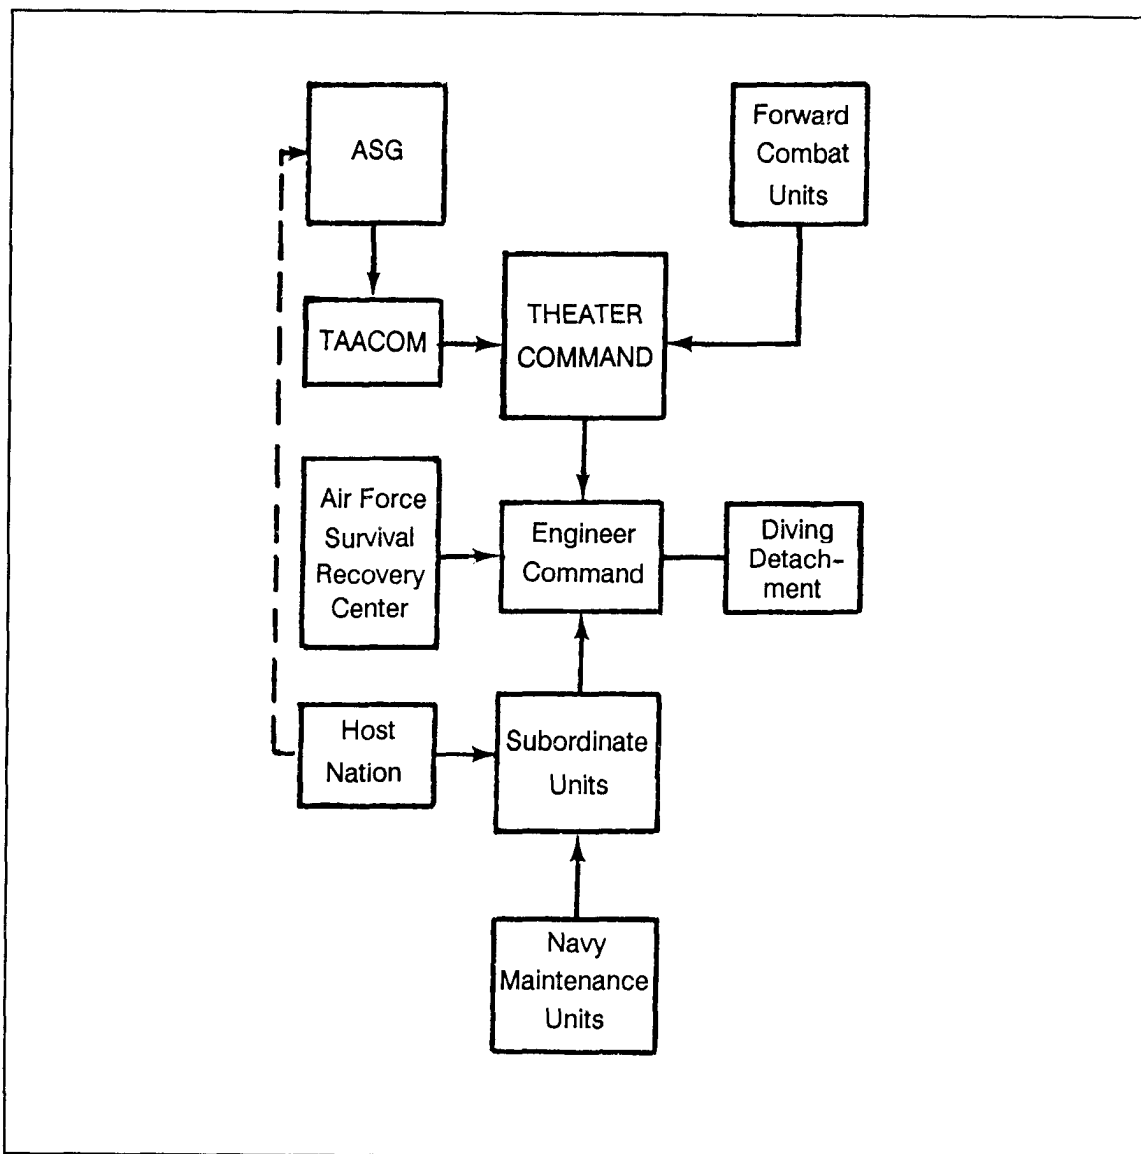 ASG
Forward
Combat
Units
TAACOM
THEATER
COMMAND
Air Force
Survival
Recovery
Center
Engineer
Command
Diving
Detach-
ment
Host
Nation
Subordinate
Units
Navy
Maintenance
Units